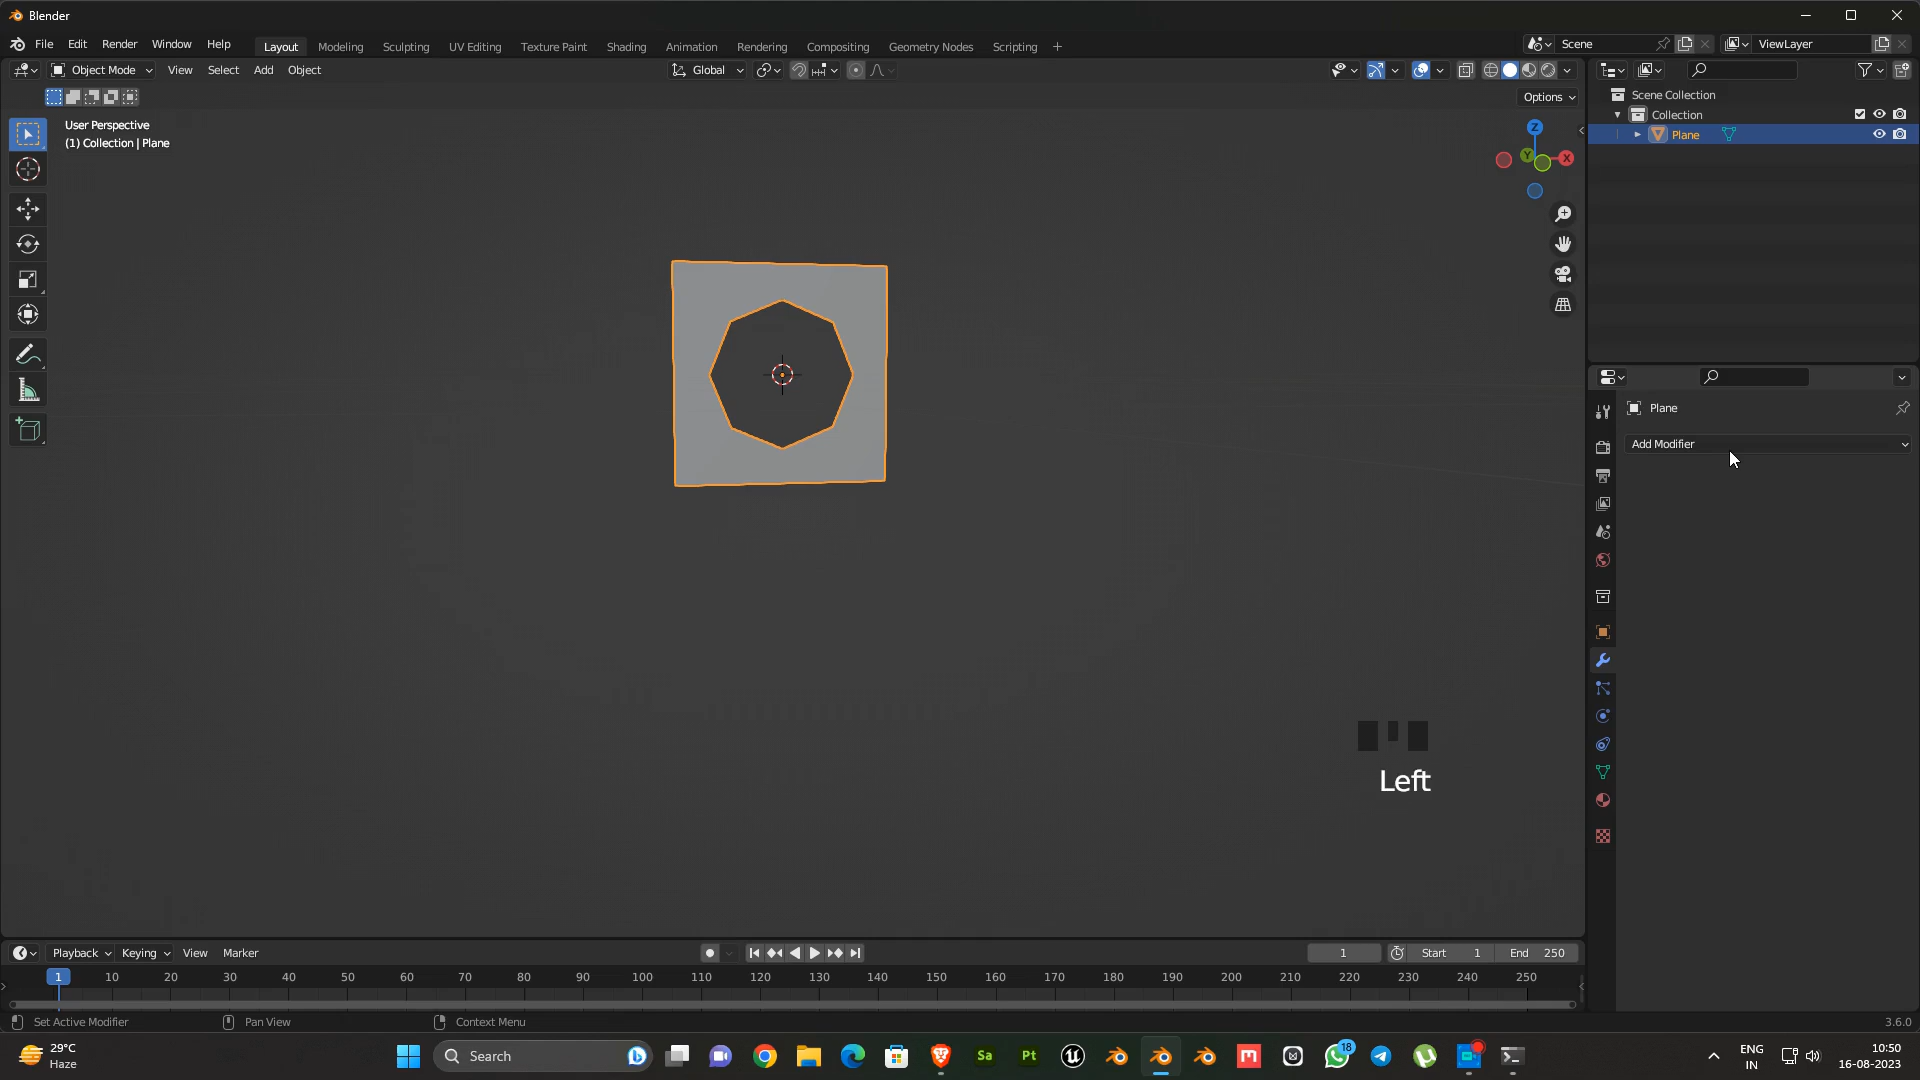 Blender
File Edit Render Window Help Layout Modeling Sculpting UV Editing Texture Paint Shading Animation Rendering Compositing Geometry Nodes Scripting + Scene ViewLayer
Object Mode View Select Add Object Global
Options
User Perspective
(1) Collection | Plane
Z
Y
X
Scene Collection
Collection
Plane
Plane
Add Modifier
Left
Playback Keying View Marker 1 Start 1 End 250
1 10 20 30 40 50 60 70 80 90 100 110 120 130 140 150 160 170 180 190 200 210 220 230 240 250
Set Active Modifier Pan View Context Menu 3.6.0
29°C
Haze
Search
Sa
Pt
18
ENG
IN
10:50
16-08-2023